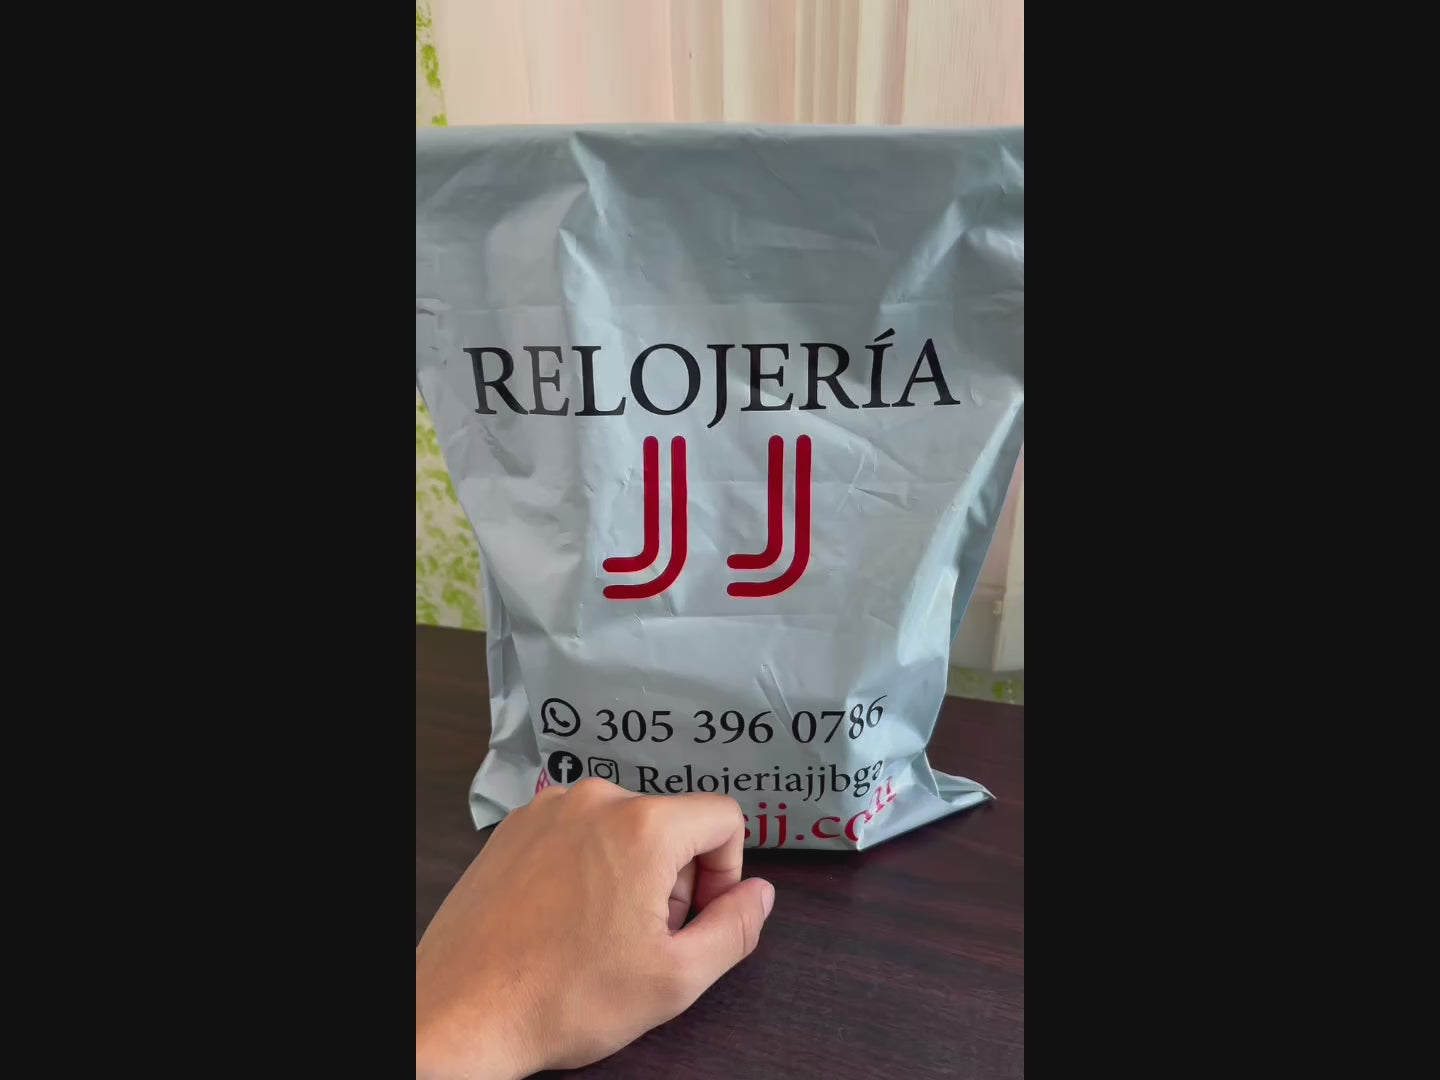 RELOJERÍA
JJ
305 396 0786
Relojeriajjbga